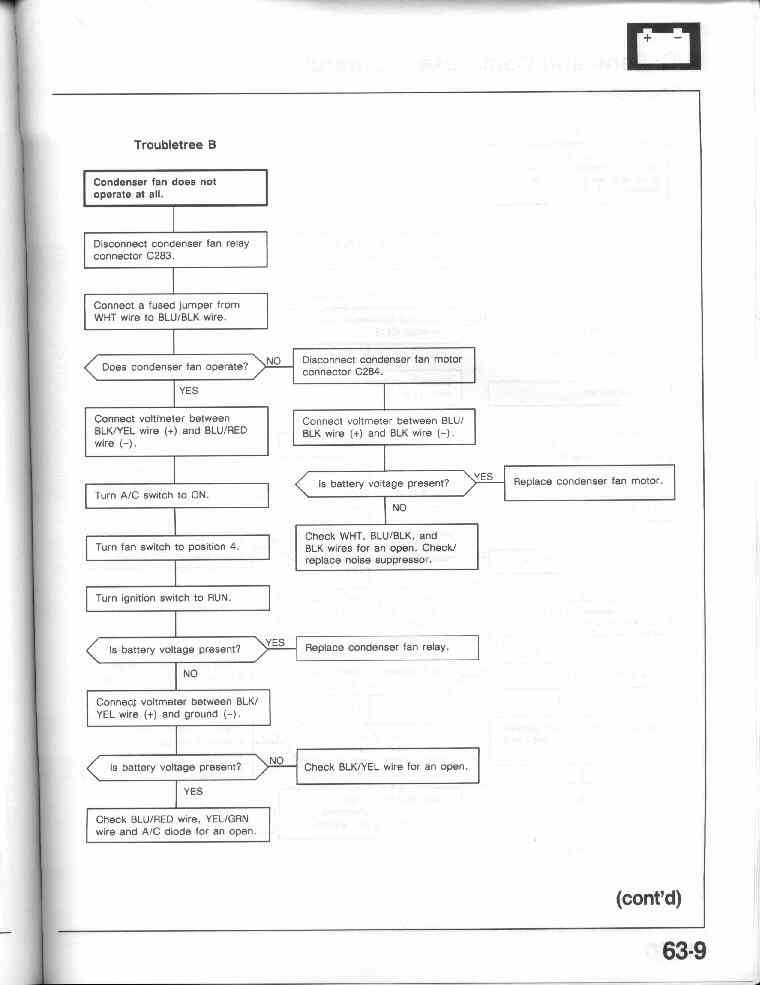 + −
Troubletree B
Condenser fan does not
operate at all.
Disconnect condenser fan relay
connector C283.
Connect a fused jumper from
WHT wire to BLU/BLK wire.
Does condenser fan operate?
NO
Disconnect condenser fan motor
connector C284.
YES
Connect voltmeter between
BLK/YEL wire (+) and BLU/RED
wire (−).
Connect voltmeter between BLU/
BLK wire (+) and BLK wire (−).
Turn A/C switch to ON.
Is battery voltage present?
YES
Replace condenser fan motor.
NO
Turn fan switch to position 4.
Check WHT, BLU/BLK, and
BLK wires for an open. Check/
replace noise suppressor.
Turn ignition switch to RUN.
Is battery voltage present?
YES
Replace condenser fan relay.
NO
Connect voltmeter between BLK/
YEL wire (+) and ground (−).
Is battery voltage present?
NO
Check BLK/YEL wire for an open.
YES
Check BLU/RED wire, YEL/GRN
wire and A/C diode for an open.
(cont'd)
63-9